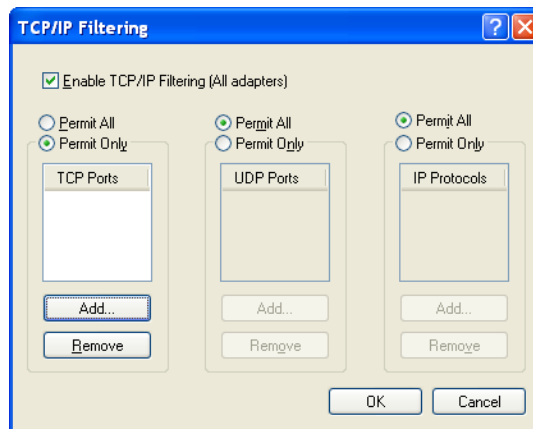 TCP/IP Filtering
Enable TCP/IP Filtering (All adapters)
Permit All
Permit Only
TCP Ports
Add...
Remove
Permit All
Permit Only
UDP Ports
Add...
Remove
Permit All
Permit Only
IP Protocols
Add...
Remove
OK
Cancel